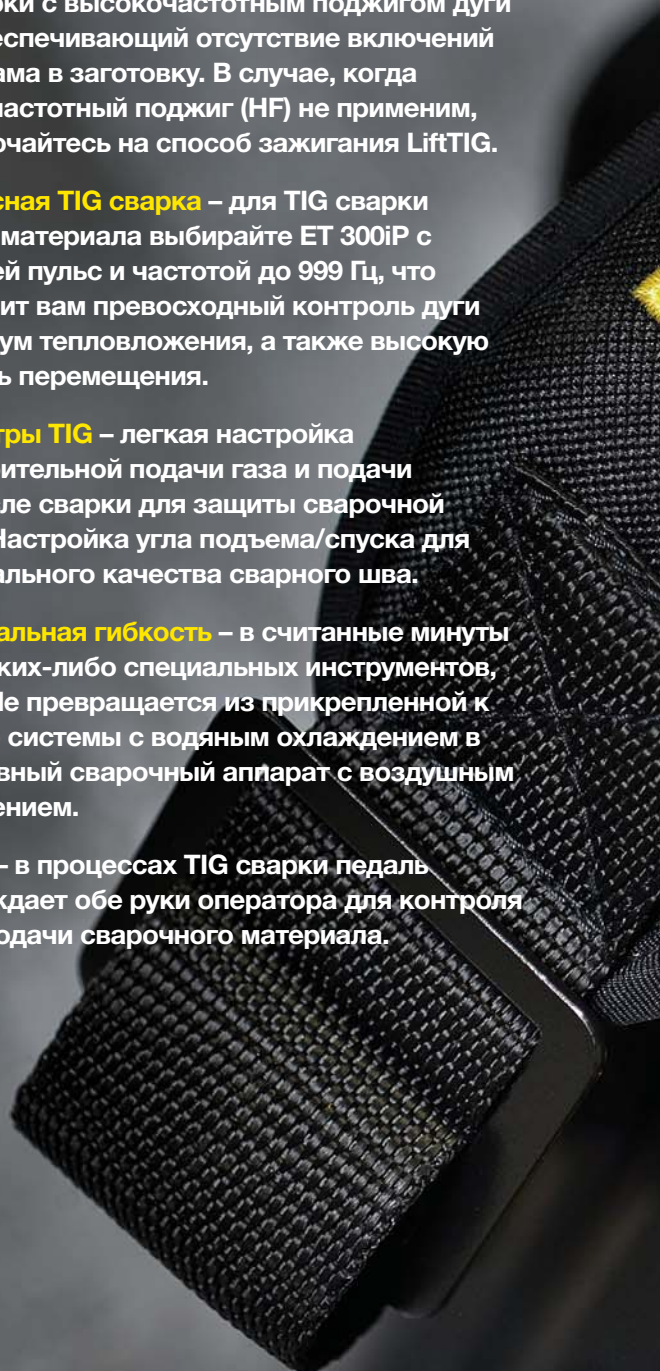 рки с высокочастотным поджигом дуги
еспечивающий отсутствие включений
ама в заготовку. В случае, когда
частотный поджиг (HF) не применим,
ючайтесь на способ зажигания LiftTIG.
сная TIG сварка – для TIG сварки
материала выбирайте ET 300iP с
ей пульс и частотой до 999 Гц, что
ит вам превосходный контроль дуги
ум тепловложения, а также высокую
ь перемещения.
тры TIG – легкая настройка
рительной подачи газа и подачи
ле сварки для защиты сварочной
Настройка угла подъема/спуска для
ального качества сварного шва.
альная гибкость – в считанные минуты
ких-либо специальных инструментов,
le превращается из прикрепленной к
системы с водяным охлаждением в
вный сварочный аппарат с воздушным
ением.
– в процессах TIG сварки педаль
ждает обе руки оператора для контроля
одачи сварочного материала.